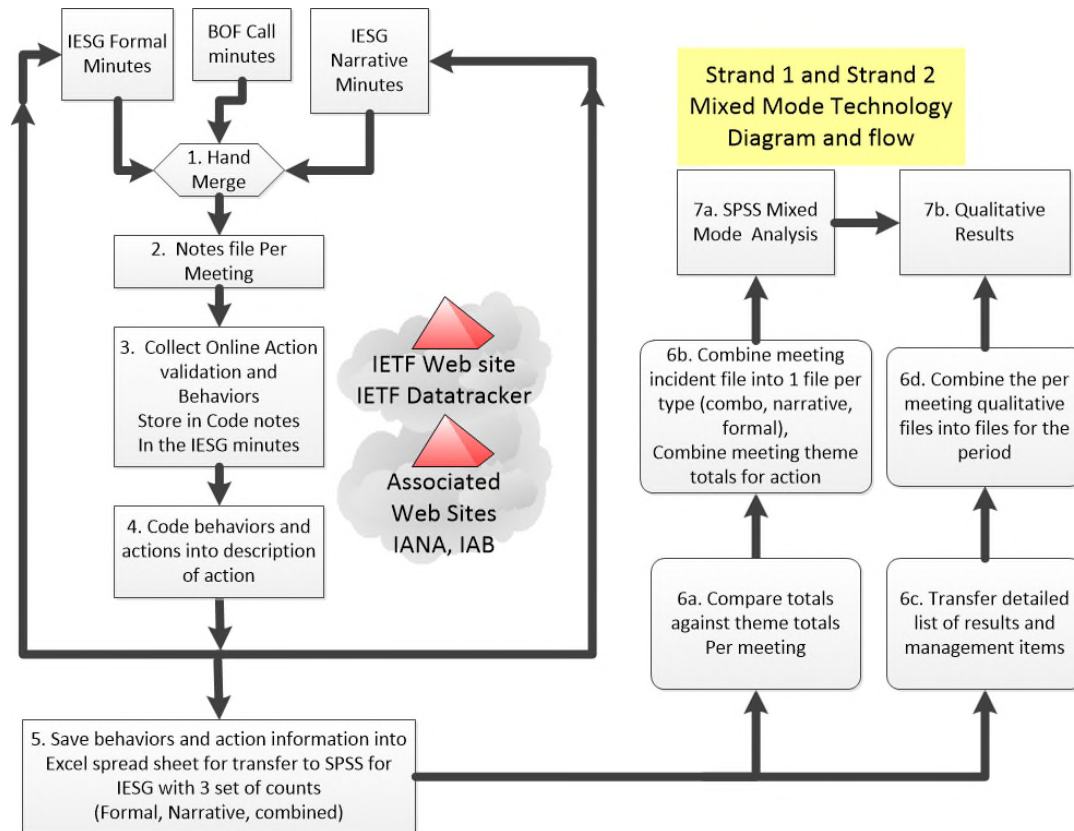 IESG Formal
Minutes
BOF Call
minutes
IESG
Narrative
Minutes
1. Hand
Merge
2. Notes file Per
Meeting
3. Collect Online Action
validation and
Behaviors
Store in Code notes
In the IESG minutes
4. Code behaviors and
actions into description
of action
5. Save behaviors and action information into
Excel spread sheet for transfer to SPSS for
IESG with 3 set of counts
(Formal, Narrative, combined)
IETF Web site
IETF Datatracker
Associated
Web Sites
IANA, IAB
Strand 1 and Strand 2
Mixed Mode Technology
Diagram and flow
7a. SPSS Mixed
Mode Analysis
7b. Qualitative
Results
6b. Combine meeting
incident file into 1 file per
type (combo, narrative,
formal),
Combine meeting theme
totals for action
6d. Combine the per
meeting qualitative
files into files for the
period
6a. Compare totals
against theme totals
Per meeting
6c. Transfer detailed
list of results and
management items